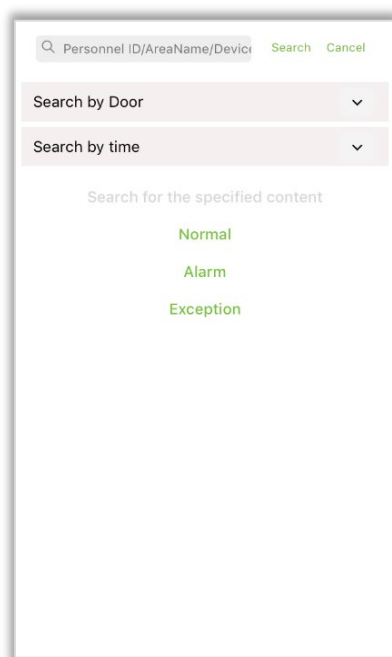 Personnel ID/AreaName/Device Search Cancel
Search by Door
Search by time
Search for the specified content
Normal
Alarm
Exception